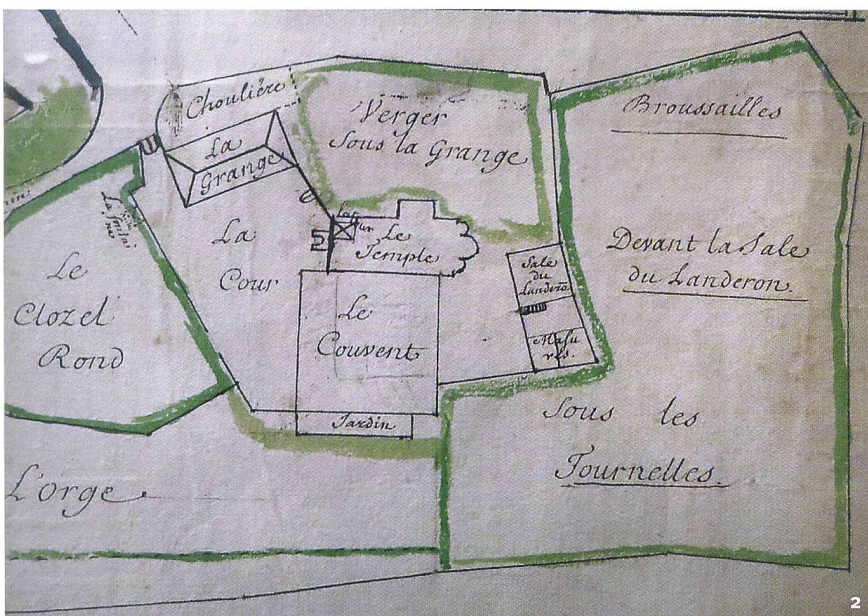 Choulière
La
Grange
Verger
Sous la Grange
Broussailles
La
Cour
Le
Temple
Sale
du
Landero
Masu
res.
Devant la Sale
du Landeron.
Le
Clozel
Rond
Le
Couvent
Jardin
Sous les
Tournelles.
L'orge
2